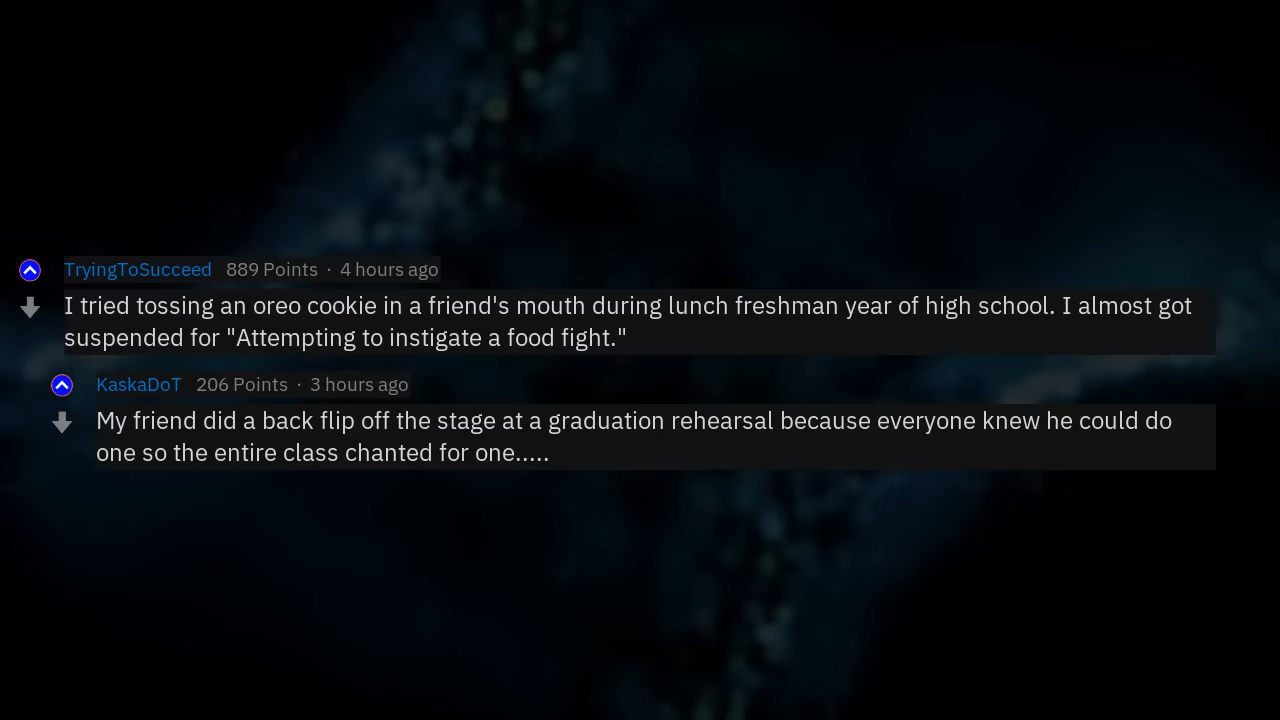 TryingToSucceed 889 Points · 4 hours ago
I tried tossing an oreo cookie in a friend's mouth during lunch freshman year of high school. I almost got
suspended for "Attempting to instigate a food fight."
KaskaDoT 206 Points · 3 hours ago
My friend did a back flip off the stage at a graduation rehearsal because everyone knew he could do
one so the entire class chanted for one.....